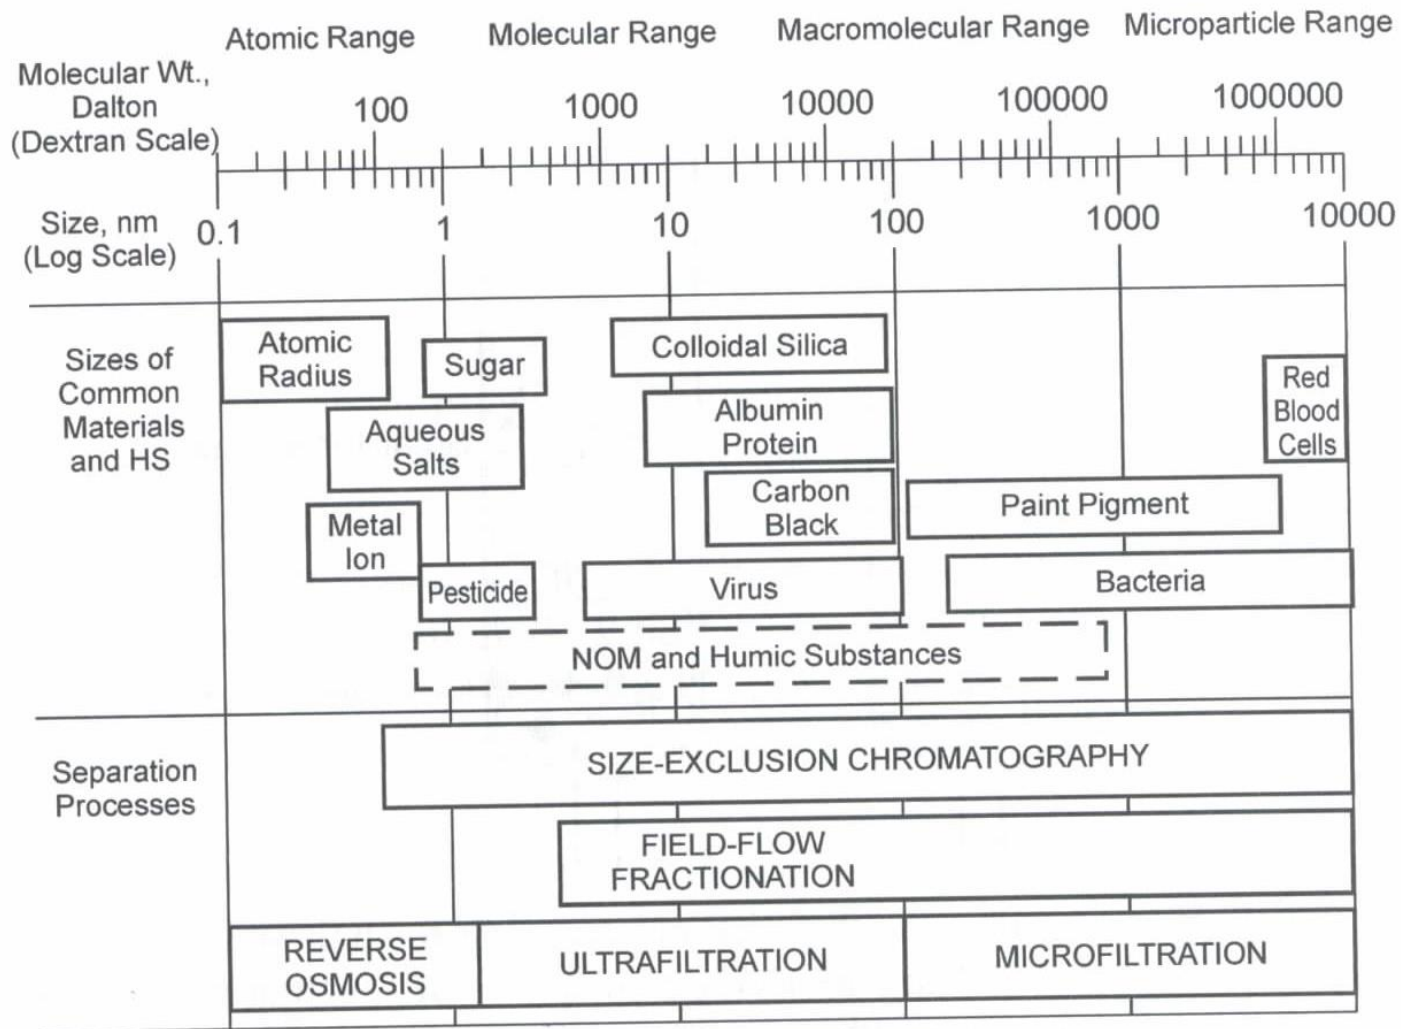 Atomic Range Molecular Range Macromolecular Range Microparticle Range
Molecular Wt.,
Dalton
(Dextran Scale)
100 1000 10000 100000 1000000
Size, nm
(Log Scale)
0.1 1 10 100 1000 10000
Sizes of
Common
Materials
and HS
Atomic
Radius
Sugar
Colloidal Silica
Red
Blood
Cells
Aqueous
Salts
Albumin
Protein
Carbon
Black
Paint Pigment
Metal
Ion
Pesticide
Virus
Bacteria
NOM and Humic Substances
Separation
Processes
SIZE-EXCLUSION CHROMATOGRAPHY
FIELD-FLOW
FRACTIONATION
REVERSE
OSMOSIS
ULTRAFILTRATION
MICROFILTRATION